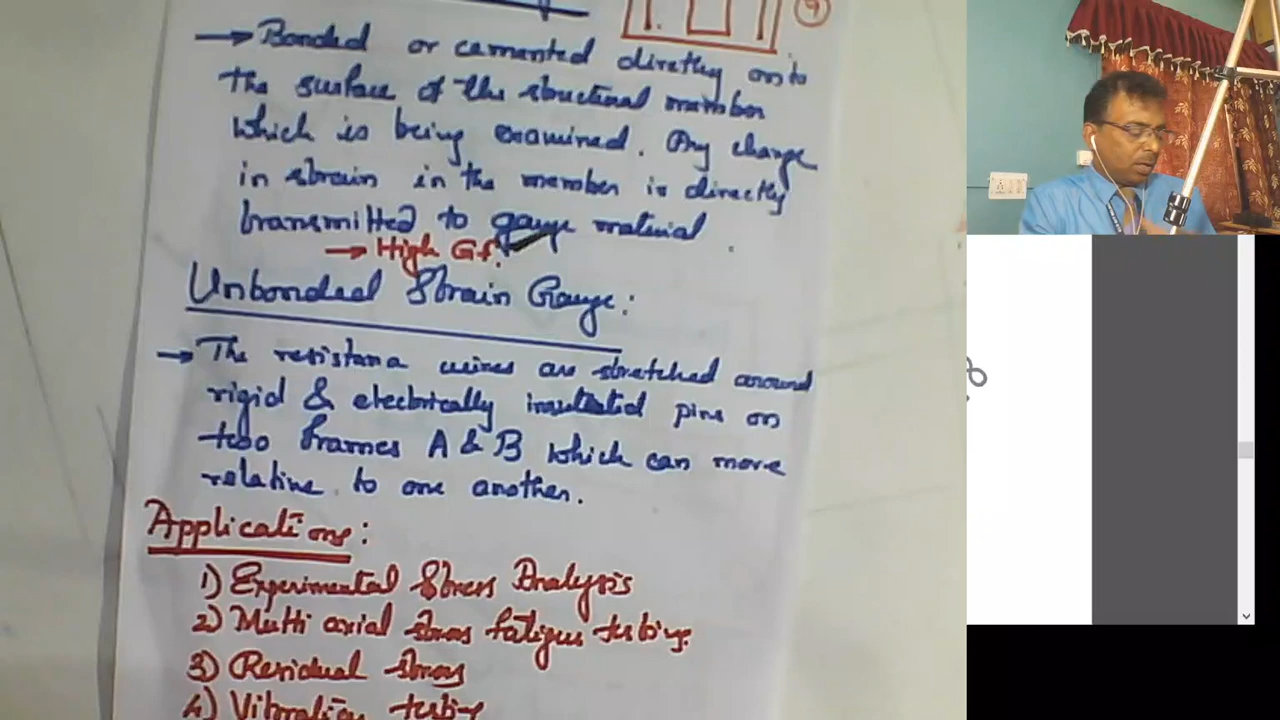 9
→ Bonded or cemented directly onto
the surface of the structural member
which is being examined. Any change
in strain in the member is directly
transmitted to gauge material.
→ High Gf.
Unbonded Strain Gauge:
→ The resistance wires are stretched around
rigid & electrically insulated pins on
two frames A & B which can move
relative to one another.
Applications:
1) Experimental Stress Analysis
2) Multi axial stress fatigue testing.
3) Residual stress
4) Vibration testing